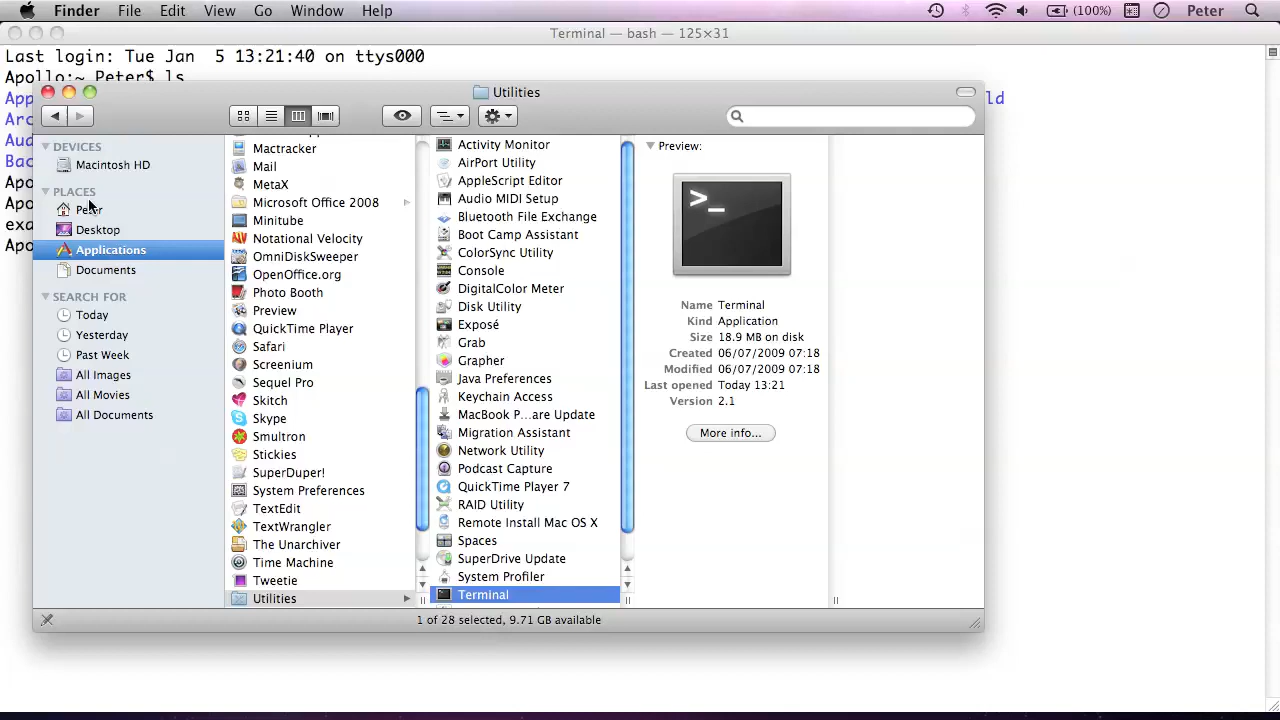 Finder File Edit View Go Window Help (100%) Peter
Terminal — bash — 125×31
Last login: Tue Jan  5 13:21:40 on ttys000
Apollo:~ Peter$ ls
Utilities
DEVICES
Macintosh HD
PLACES
Peter
Desktop
Applications
Documents
SEARCH FOR
Today
Yesterday
Past Week
All Images
All Movies
All Documents
Mactracker
Mail
MetaX
Microsoft Office 2008
Minitube
Notational Velocity
OmniDiskSweeper
OpenOffice.org
Photo Booth
Preview
QuickTime Player
Safari
Screenium
Sequel Pro
Skitch
Skype
Smultron
Stickies
SuperDuper!
System Preferences
TextEdit
TextWrangler
The Unarchiver
Time Machine
Tweetie
Utilities
Activity Monitor
AirPort Utility
AppleScript Editor
Audio MIDI Setup
Bluetooth File Exchange
Boot Camp Assistant
ColorSync Utility
Console
DigitalColor Meter
Disk Utility
Exposé
Grab
Grapher
Java Preferences
Keychain Access
MacBook P...are Update
Migration Assistant
Network Utility
Podcast Capture
QuickTime Player 7
RAID Utility
Remote Install Mac OS X
Spaces
SuperDrive Update
System Profiler
Terminal
Preview:
>_
Name Terminal
Kind Application
Size 18.9 MB on disk
Created 06/07/2009 07:18
Modified 06/07/2009 07:18
Last opened Today 13:21
Version 2.1
More info...
1 of 28 selected, 9.71 GB available